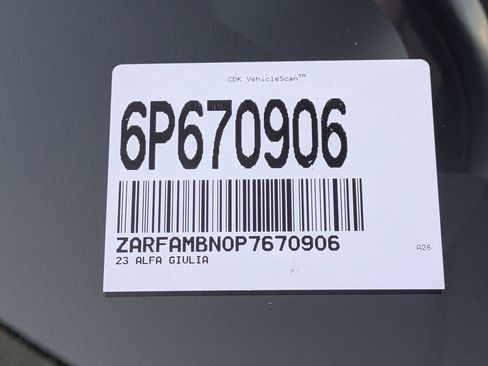 CDK VehicleScan™
6P670906
ZARFAMBN0P7670906
A26
23 ALFA GIULIA